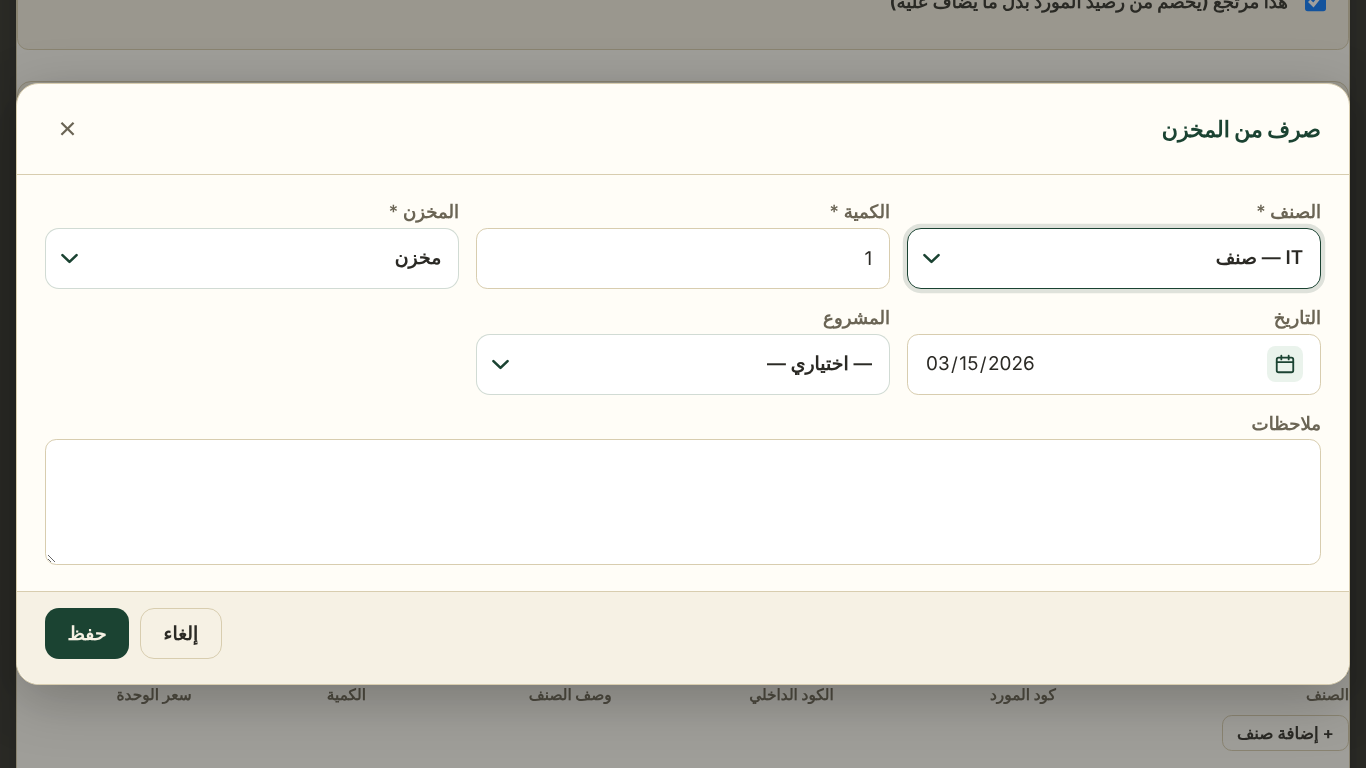 هذا مرتجع (يخصم من رصيد المورد بدل ما يضاف عليه)
صرف من المخزن
×
الصنف *
الكمية *
المخزن *
IT — صنف
1
مخزن
التاريخ
المشروع
03/15/2026
— اختياري —
ملاحظات
إلغاء
حفظ
الصنف
كود المورد
الكود الداخلي
وصف الصنف
الكمية
سعر الوحدة
+ إضافة صنف